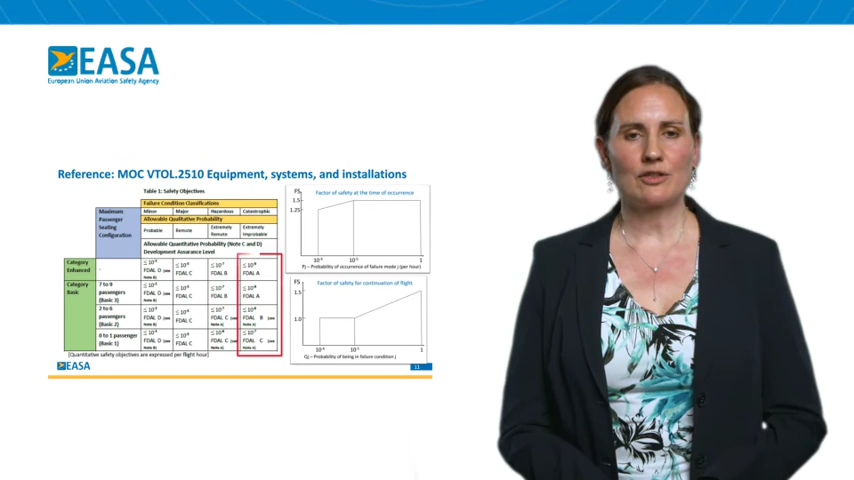 EASA
European Union Aviation Safety Agency
Reference: MOC VTOL.2510 Equipment, systems, and installations
Table 1: Safety Objectives
Maximum Passenger Seating Configuration
Failure Condition Classifications
Minor Major Hazardous Catastrophic
Allowable Qualitative Probability
Probable Remote Extremely Remote Extremely Improbable
Allowable Quantitative Probability (Note C and D)
Development Assurance Level
Category Enhanced
-
FDAL D FDAL C FDAL B FDAL A
Category Basic
7 to 9 passengers (Basic 3)
FDAL D FDAL C FDAL B FDAL A
2 to 6 passengers (Basic 2)
FDAL D FDAL C FDAL C FDAL B
0 to 1 passenger (Basic 1)
FDAL D FDAL C FDAL C FDAL C
[Quantitative safety objectives are expressed per flight hour]
FS
Factor of safety at the time of occurrence
1.5
1.25
1
Pj – Probability of occurrence of failure mode j (per hour)
FS
Factor of safety for continuation of flight
1.5
1.0
1
Qj – Probability of being in failure condition j
EASA
11